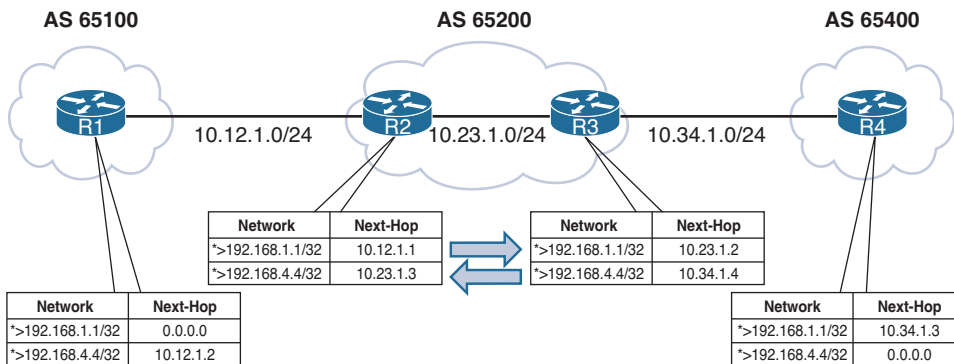 AS 65100
AS 65200
AS 65400
R1
R2
R3
R4
10.12.1.0/24
10.23.1.0/24
10.34.1.0/24
Network Next-Hop
*>192.168.1.1/32 10.12.1.1
*>192.168.4.4/32 10.23.1.3
Network Next-Hop
*>192.168.1.1/32 10.23.1.2
*>192.168.4.4/32 10.34.1.4
Network Next-Hop
*>192.168.1.1/32 0.0.0.0
*>192.168.4.4/32 10.12.1.2
Network Next-Hop
*>192.168.1.1/32 10.34.1.3
*>192.168.4.4/32 0.0.0.0